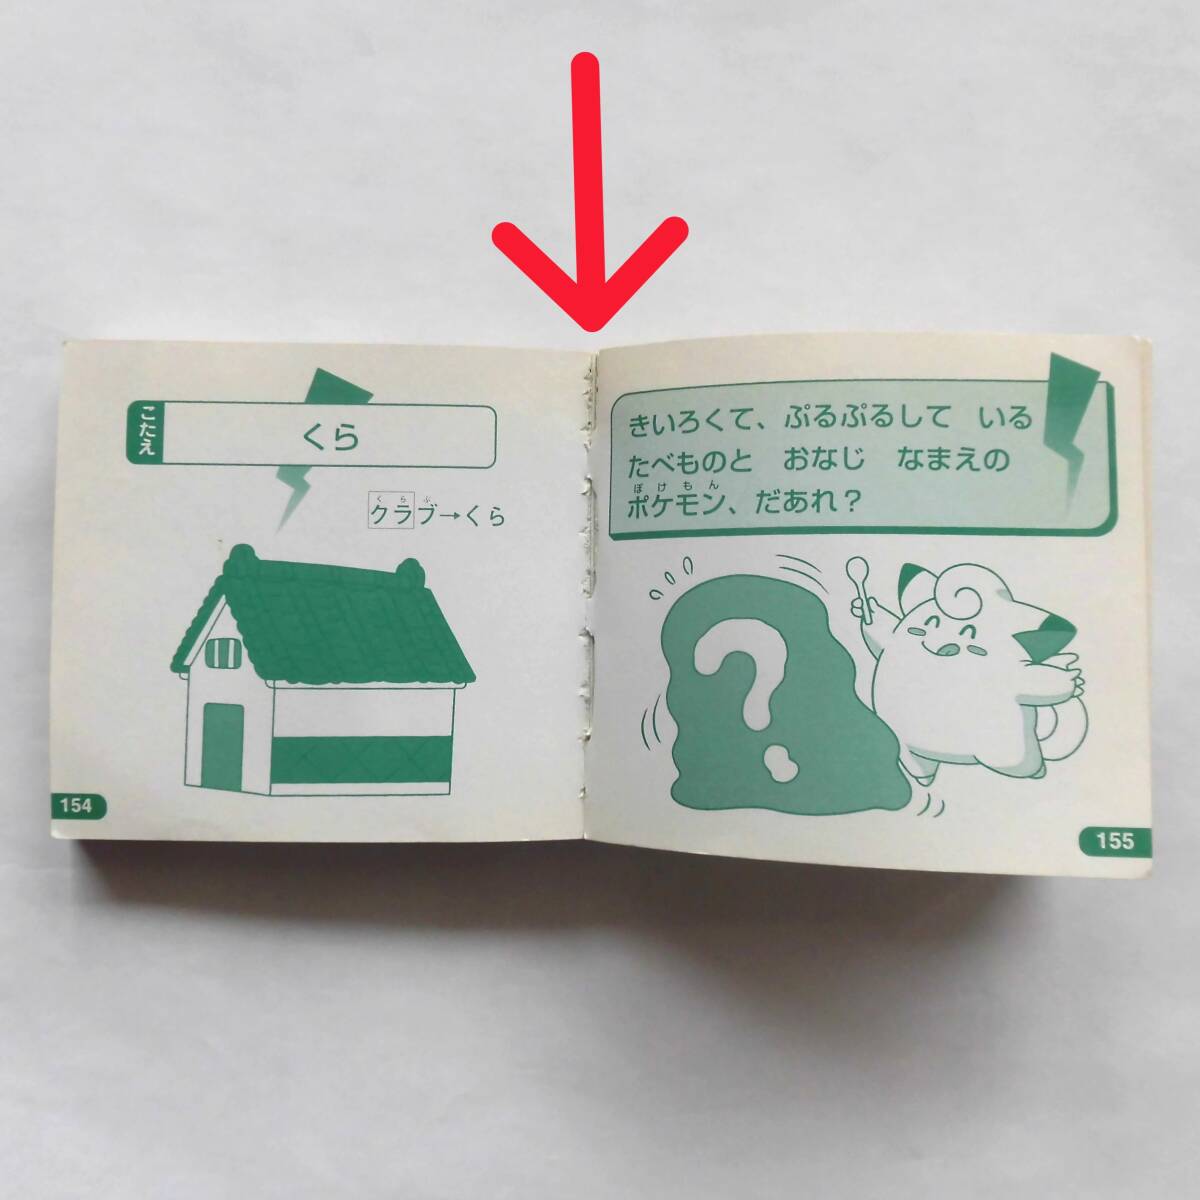 こたえ
くら
くらぶ
クラブ→くら
154
きいろくて、ぷるぷるして いる
たべものと おなじ なまえの
ぽけもん
ポケモン、だあれ?
?
155